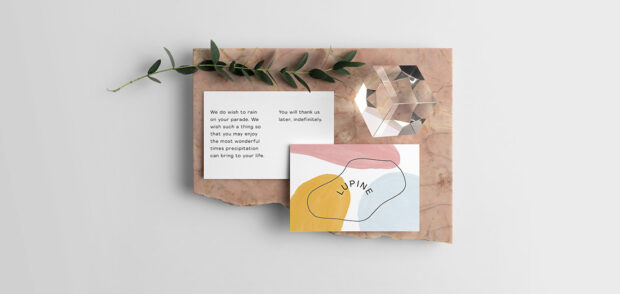 We do wish to rain
on your parade. We
wish such a thing so
that you may enjoy
the most wonderful
times precipitation
can bring to your life.
You will thank us
later, indefinitely.
LUPINE